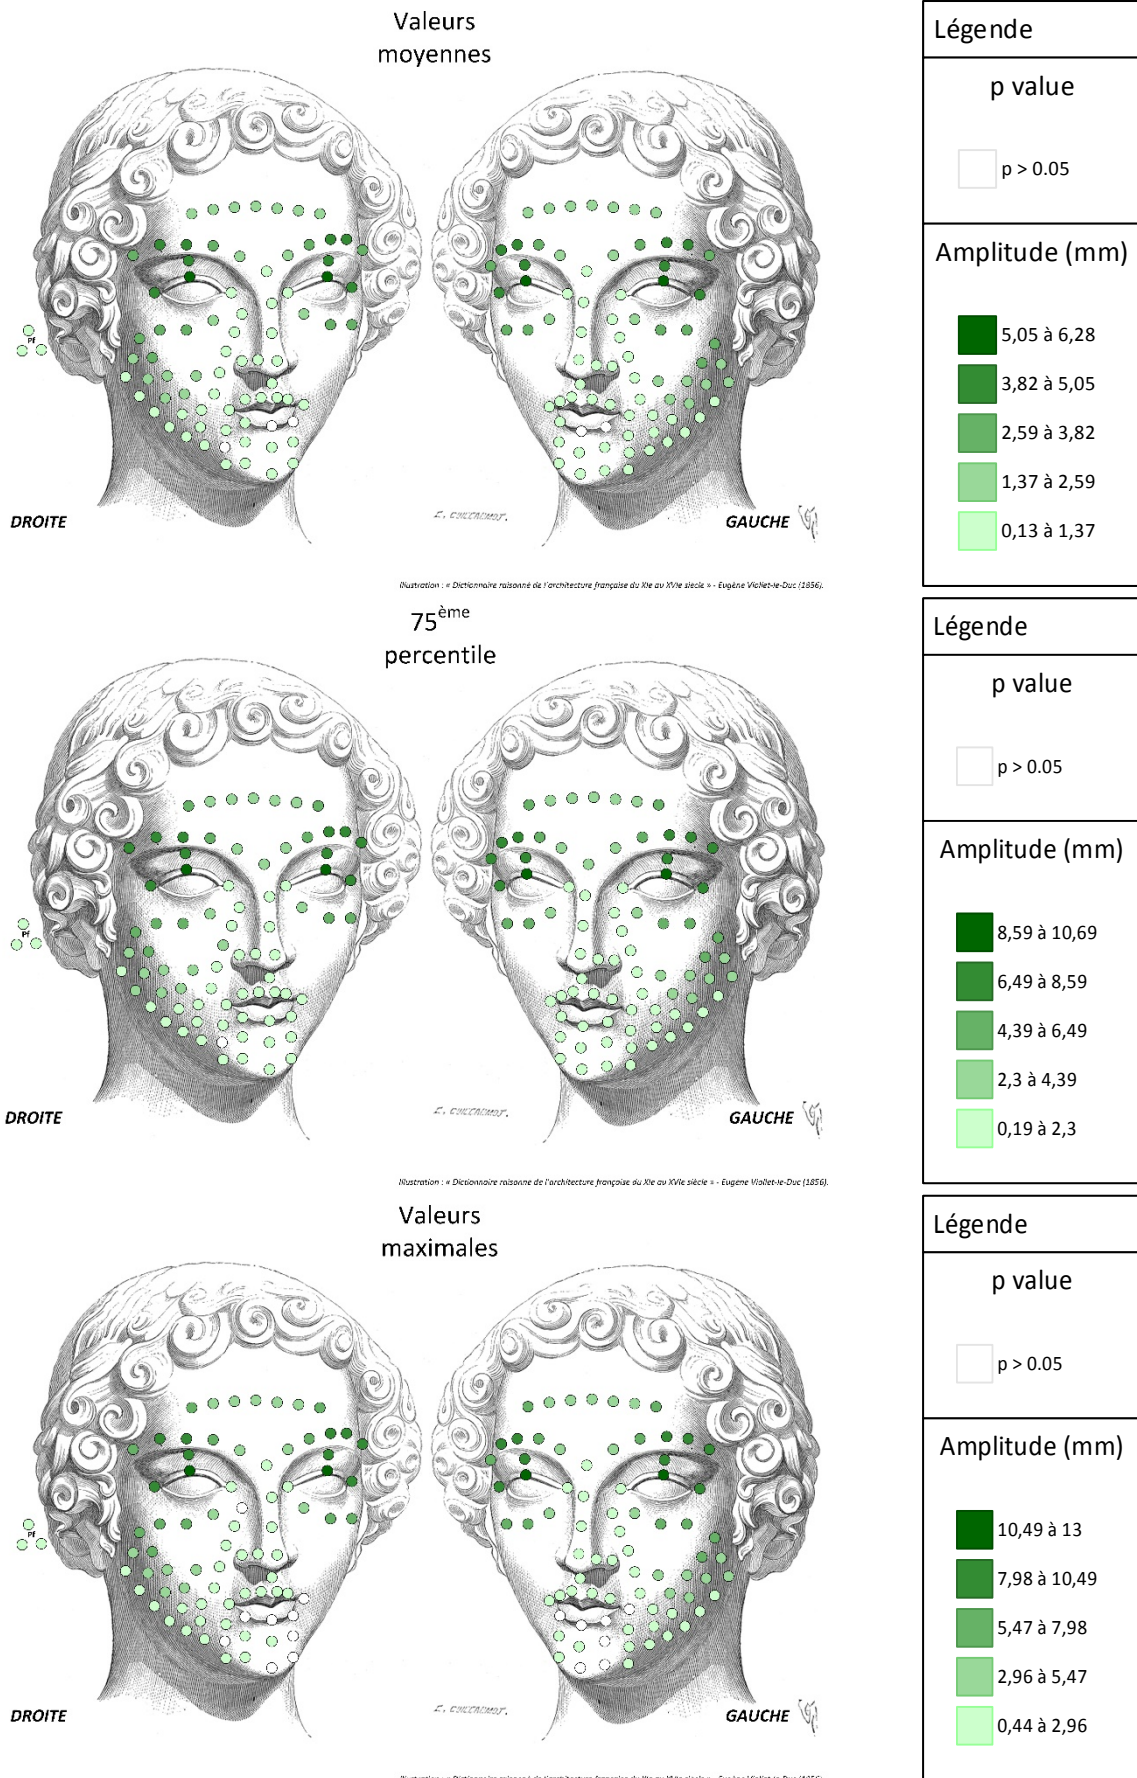 Valeurs
moyennes
Légende
p value
p > 0.05
Amplitude (mm)
5,05 à 6,28
3,82 à 5,05
2,59 à 3,82
1,37 à 2,59
0,13 à 1,37
Pf
DROITE
GAUCHE
Illustration : « Dictionnaire raisonné de l'architecture française du XIe au XVIe siècle » - Eugène Viollet-le-Duc (1856).
75ème
percentile
Légende
p value
p > 0.05
Amplitude (mm)
8,59 à 10,69
6,49 à 8,59
4,39 à 6,49
2,3 à 4,39
0,19 à 2,3
Pf
DROITE
GAUCHE
Illustration : « Dictionnaire raisonné de l'architecture française du XIe au XVIe siècle » - Eugène Viollet-le-Duc (1856).
Valeurs
maximales
Légende
p value
p > 0.05
Amplitude (mm)
10,49 à 13
7,98 à 10,49
5,47 à 7,98
2,96 à 5,47
0,44 à 2,96
Pf
DROITE
GAUCHE